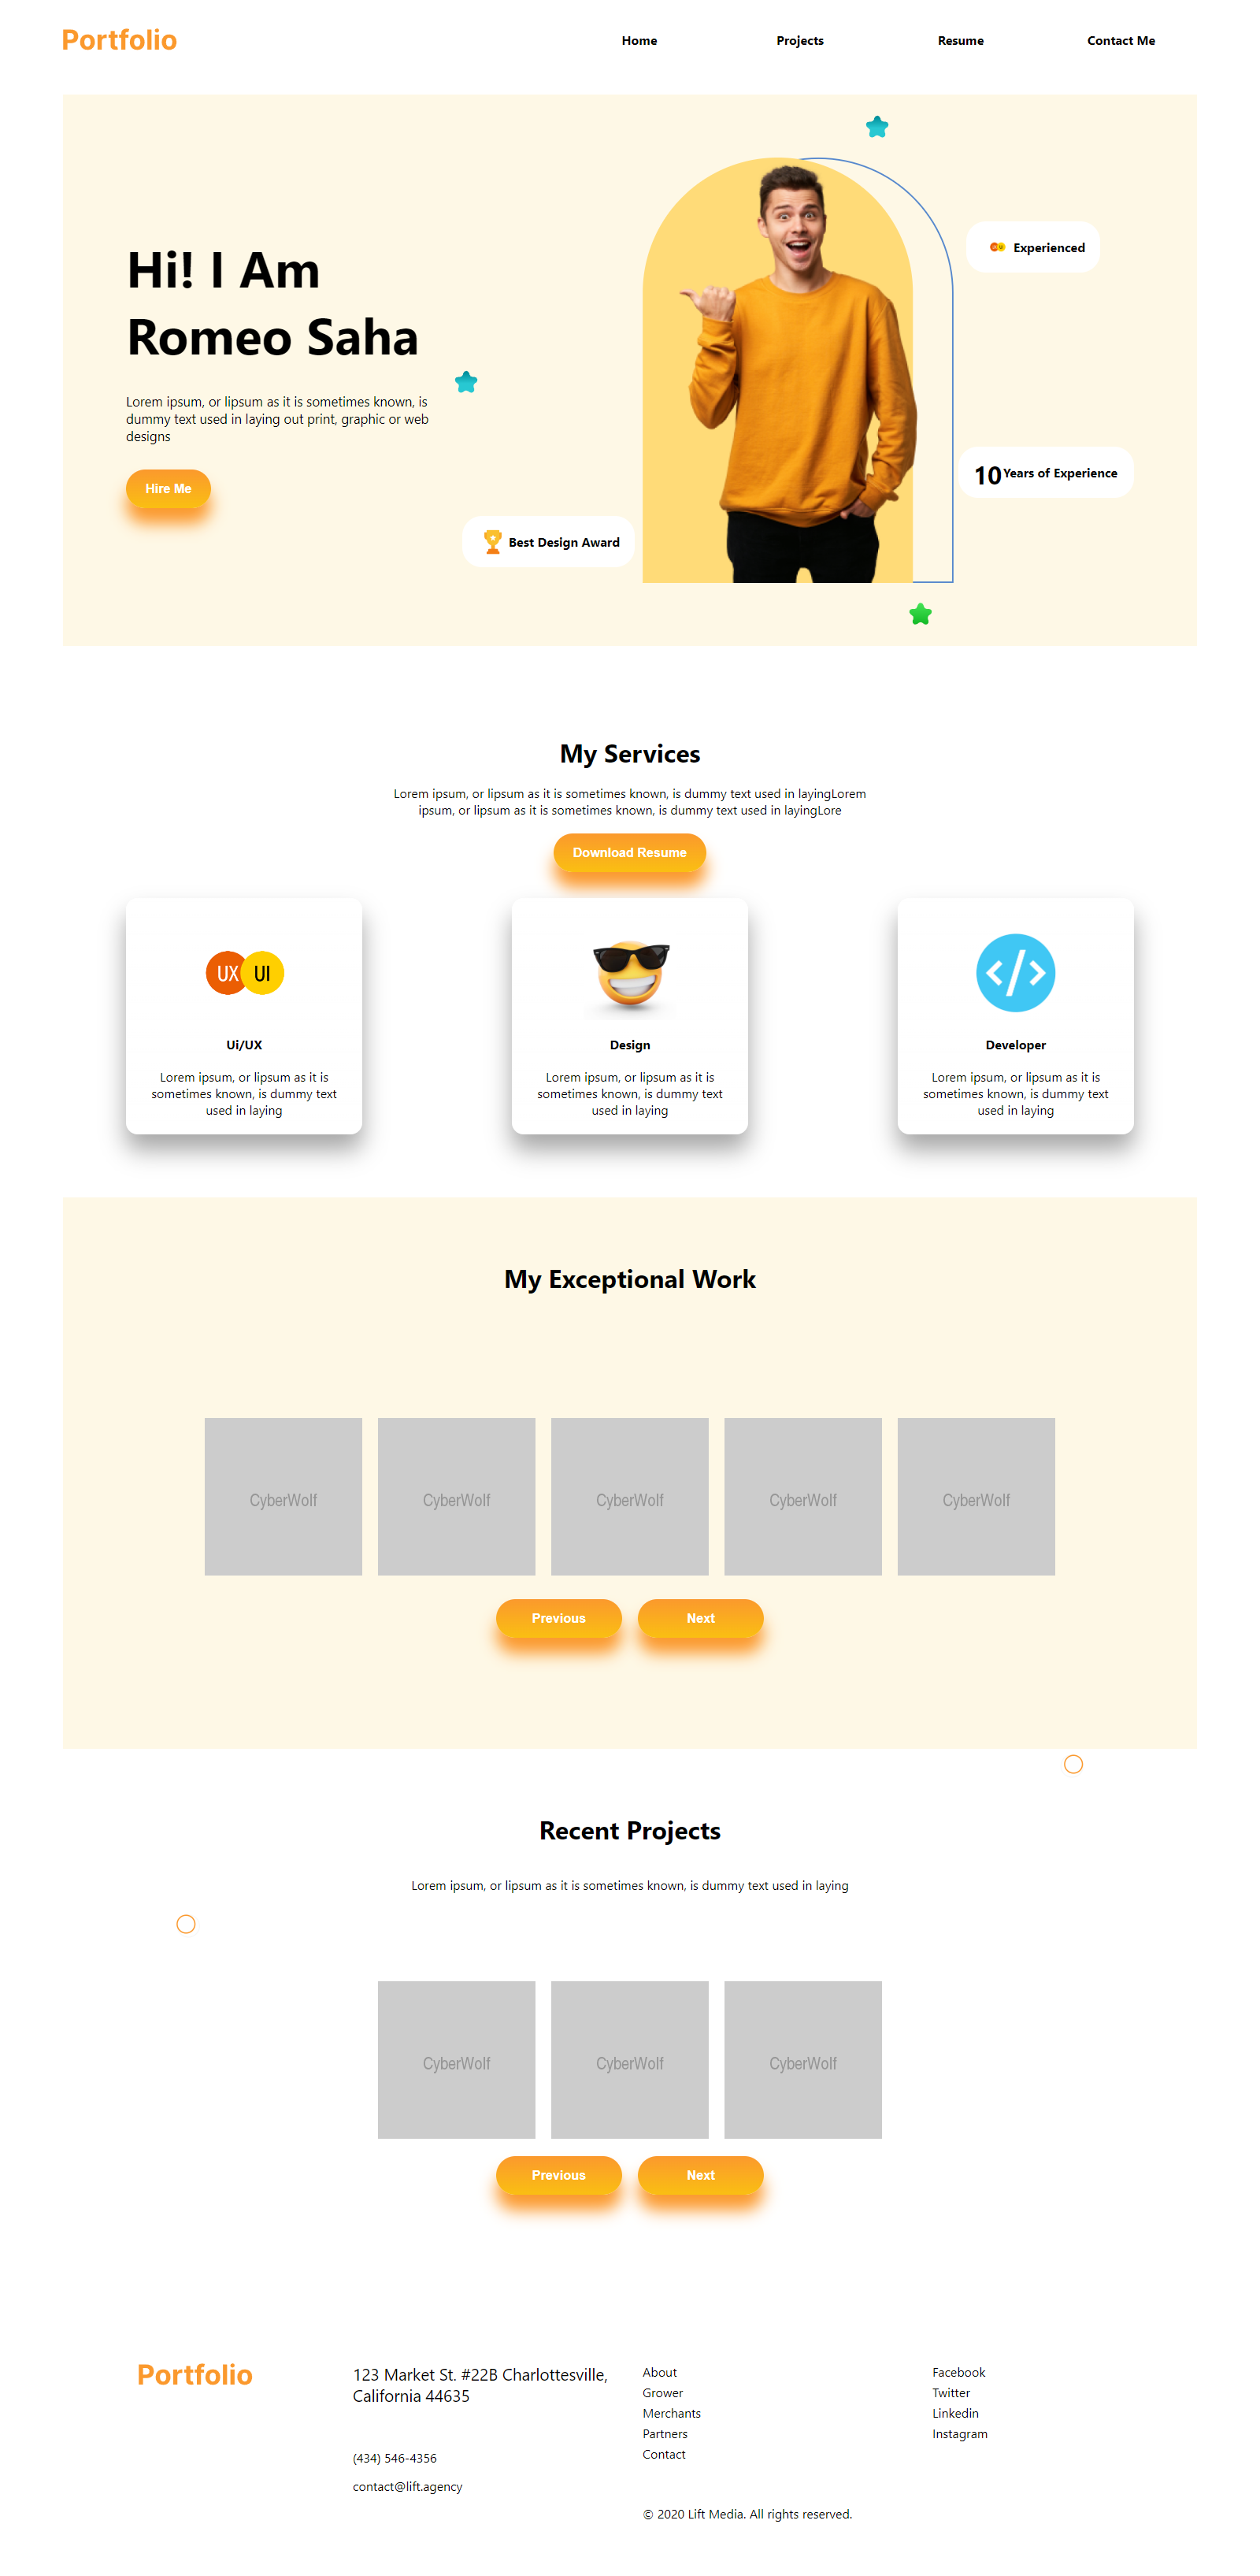 Portfolio
Home
Projects
Resume
Contact Me
Hi! I Am
Romeo Saha
Lorem ipsum, or lipsum as it is sometimes known, is
dummy text used in laying out print, graphic or web
designs
Hire Me
Experienced
10 Years of Experience
Best Design Award
My Services
Lorem ipsum, or lipsum as it is sometimes known, is dummy text used in layingLorem
ipsum, or lipsum as it is sometimes known, is dummy text used in layingLore
Download Resume
UX UI
Ui/UX
Lorem ipsum, or lipsum as it is
sometimes known, is dummy text
used in laying
Design
Lorem ipsum, or lipsum as it is
sometimes known, is dummy text
used in laying
</>
Developer
Lorem ipsum, or lipsum as it is
sometimes known, is dummy text
used in laying
My Exceptional Work
CyberWolf
CyberWolf
CyberWolf
CyberWolf
CyberWolf
Previous
Next
Recent Projects
Lorem ipsum, or lipsum as it is sometimes known, is dummy text used in laying
CyberWolf
CyberWolf
CyberWolf
Previous
Next
Portfolio
123 Market St. #22B Charlottesville,
California 44635
(434) 546-4356
contact@lift.agency
About
Grower
Merchants
Partners
Contact
Facebook
Twitter
Linkedin
Instagram
© 2020 Lift Media. All rights reserved.